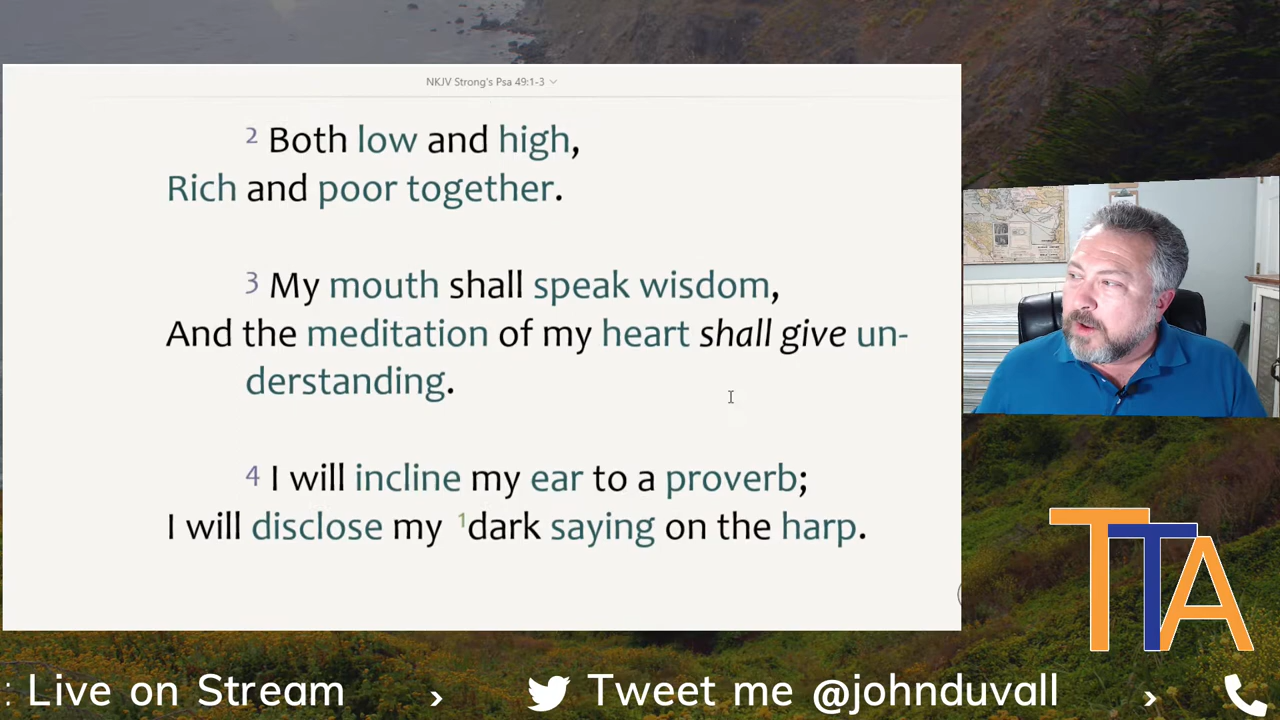 NKJV Strong's Psa 49:1-3
2 Both low and high,
Rich and poor together.
3 My mouth shall speak wisdom,
And the meditation of my heart shall give un-
derstanding.
4 I will incline my ear to a proverb;
I will disclose my 1dark saying on the harp.
TTA
: Live on Stream › Tweet me @johnduvall ›